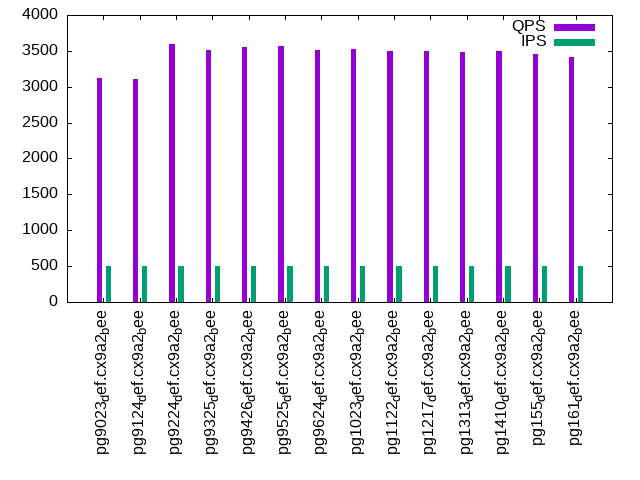 4000
3500
3000
2500
2000
1500
1000
500
0
QPS
IPS
pg9023def.cx9a2bee
pg9124def.cx9a2bee
pg9224def.cx9a2bee
pg9325def.cx9a2bee
pg9426def.cx9a2bee
pg9525def.cx9a2bee
pg9624def.cx9a2bee
pg1023def.cx9a2bee
pg1122def.cx9a2bee
pg1217def.cx9a2bee
pg1313def.cx9a2bee
pg1410def.cx9a2bee
pg155def.cx9a2bee
pg161def.cx9a2bee